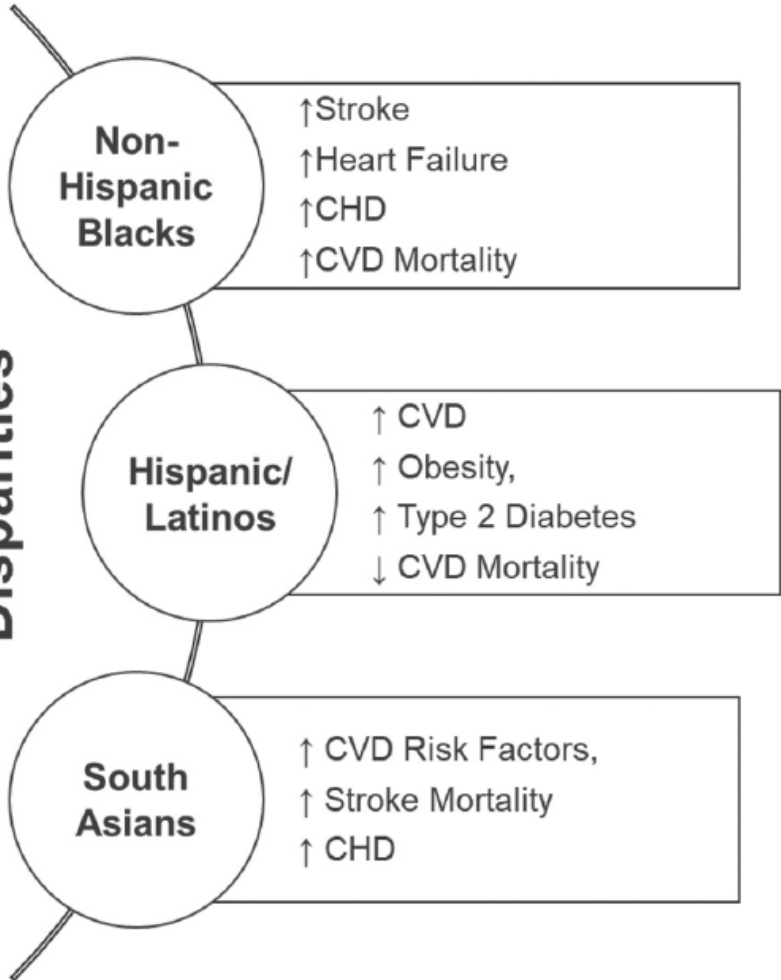 Disparities
Non-
Hispanic
Blacks
↑Stroke
↑Heart Failure
↑CHD
↑CVD Mortality
Hispanic/
Latinos
↑ CVD
↑ Obesity,
↑ Type 2 Diabetes
↓ CVD Mortality
South
Asians
↑ CVD Risk Factors,
↑ Stroke Mortality
↑ CHD